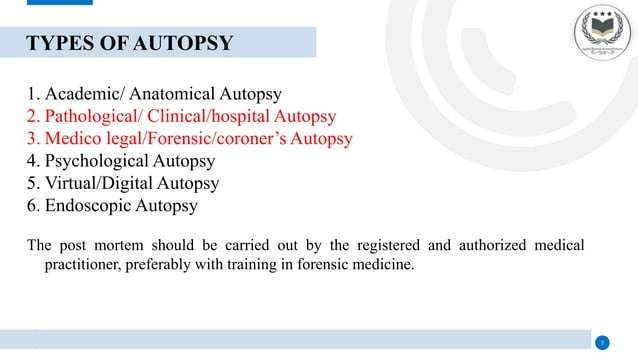 TYPES OF AUTOPSY
1. Academic/ Anatomical Autopsy
2. Pathological/ Clinical/hospital Autopsy
3. Medico legal/Forensic/coroner’s Autopsy
4. Psychological Autopsy
5. Virtual/Digital Autopsy
6. Endoscopic Autopsy
The post mortem should be carried out by the registered and authorized medical
practitioner, preferably with training in forensic medicine.